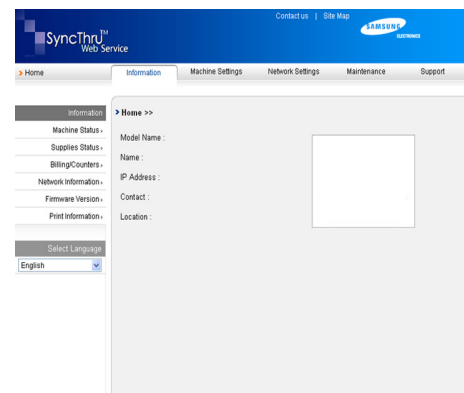 Contact us | Site Map
SAMSUNG
ELECTRONICS
SyncThru™
Web Service
> Home
Information
Machine Settings
Network Settings
Maintenance
Support
Information
Machine Status
Supplies Status
Billing/Counters
Network Information
Firmware Version
Print Information
Select Language
English
> Home >>
Model Name :
Name :
IP Address :
Contact :
Location :